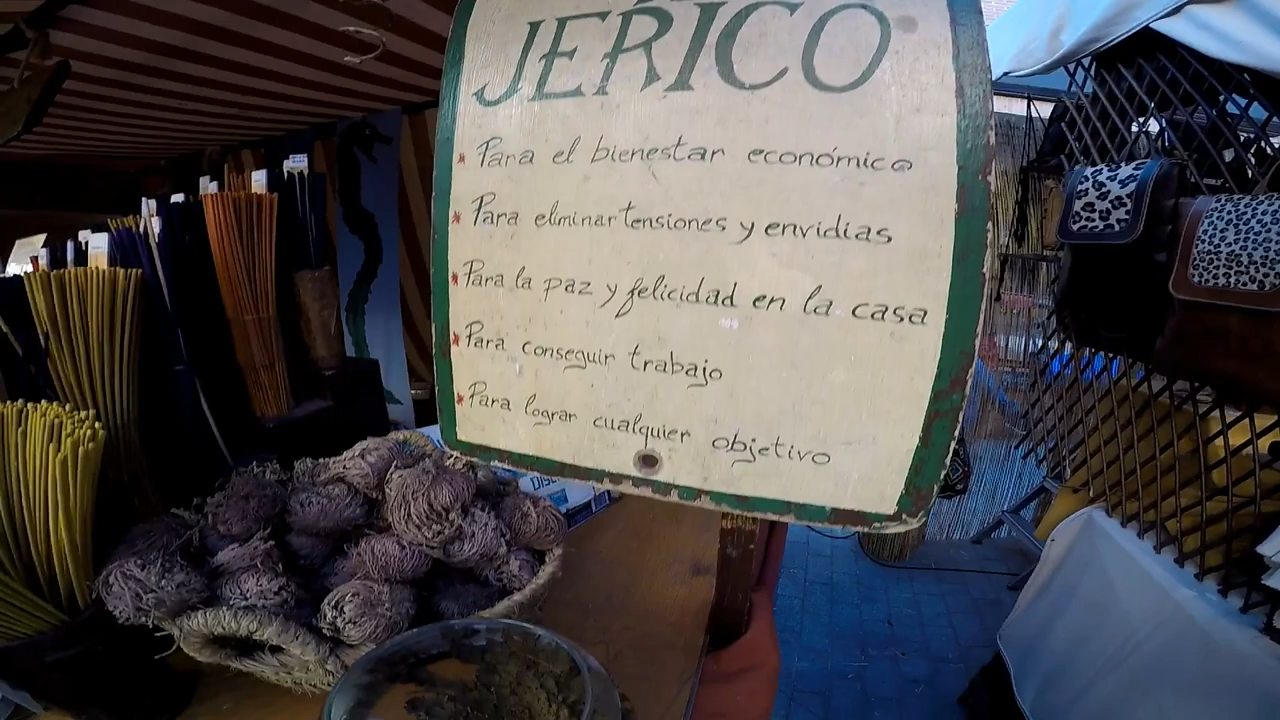 JERICÓ
* Para el bienestar económico
* Para eliminar tensiones y envidias
* Para la paz y felicidad en la casa
* Para conseguir trabajo
* Para lograr cualquier objetivo